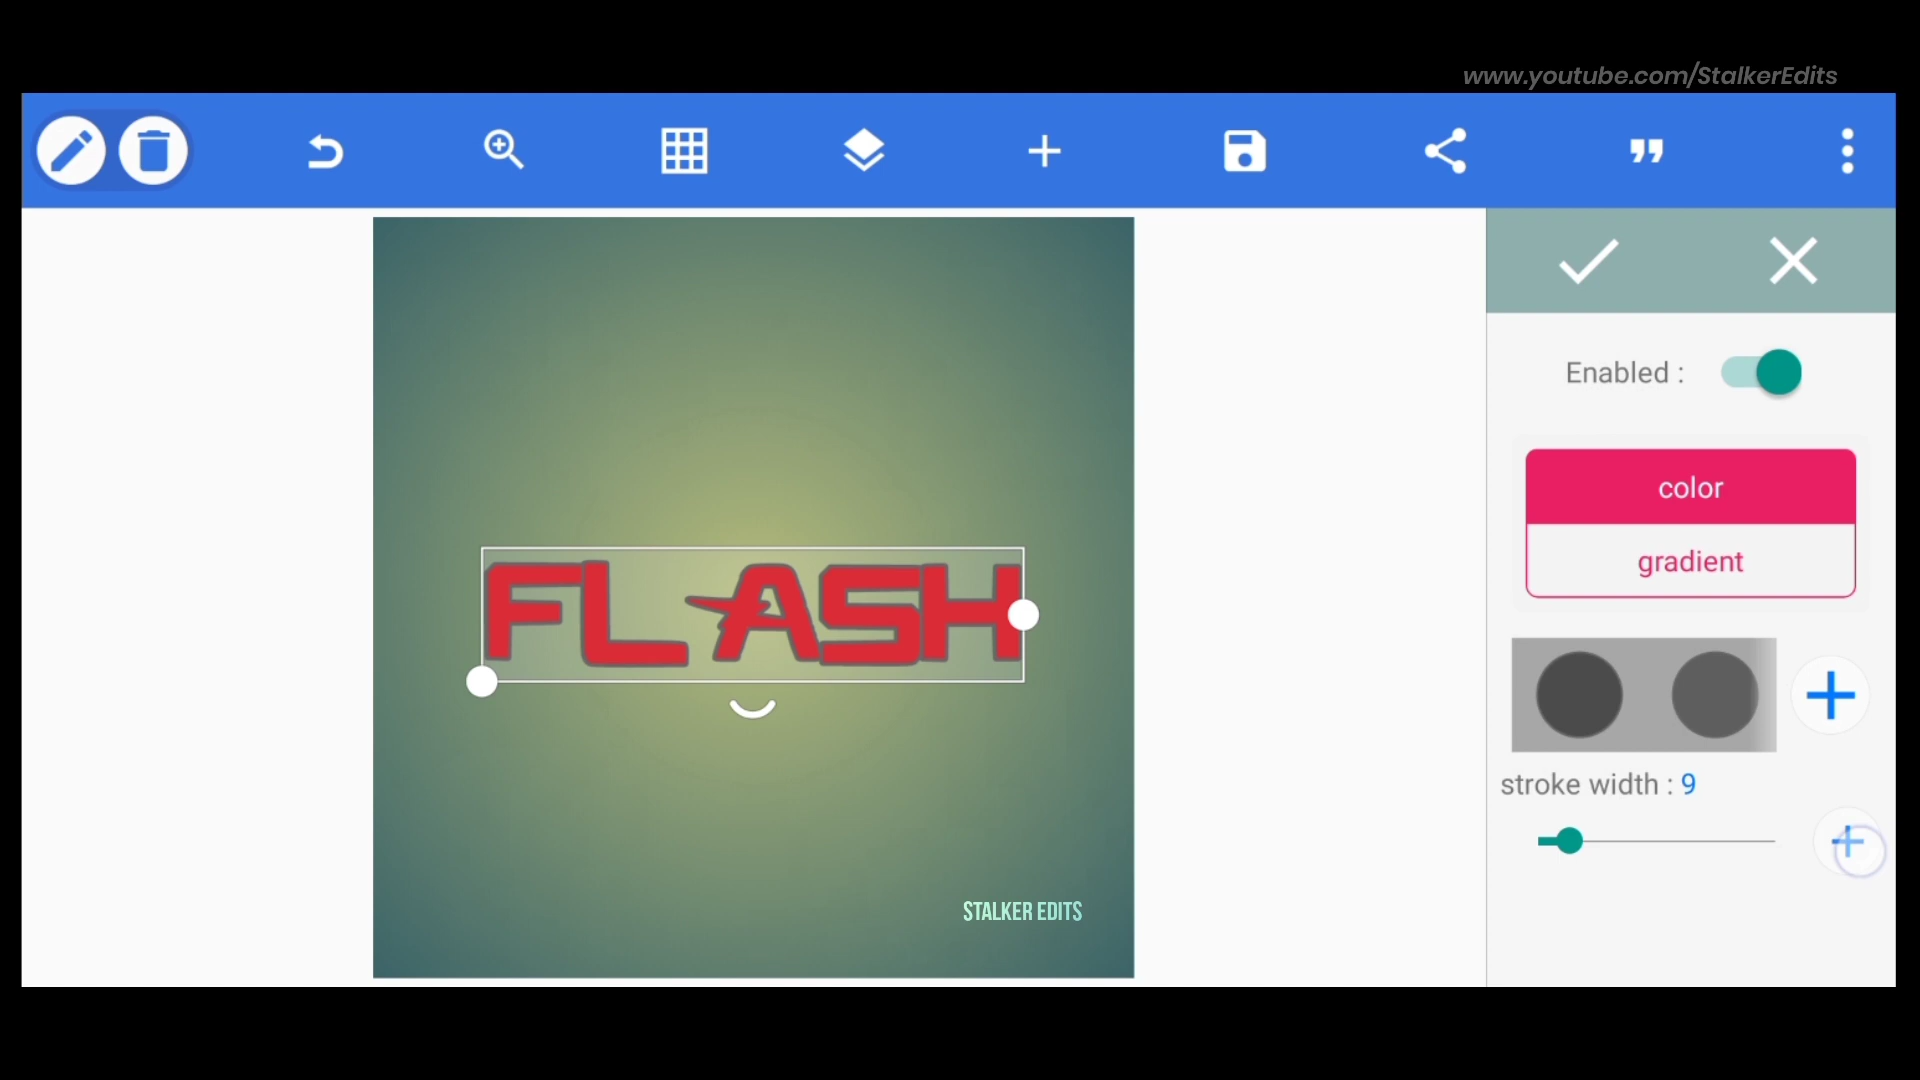 www.youtube.com/StalkerEdits
Enabled :
color
gradient
FLASH
stroke width : 9
STALKER EDITS